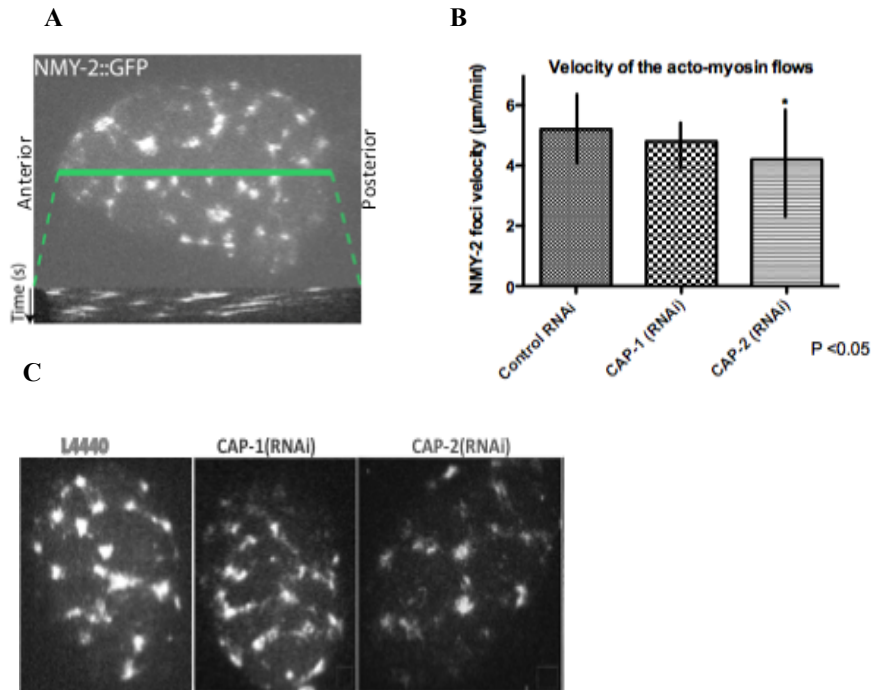 A
NMY-2::GFP
Anterior
Posterior
Time (s)
B
Velocity of the acto-myosin flows
NMY-2 foci velocity (µm/min)
6
4
2
0
*
Control RNAi
CAP-1 (RNAi)
CAP-2 (RNAi)
P <0.05
C
L4440
CAP-1(RNAi)
CAP-2(RNAi)